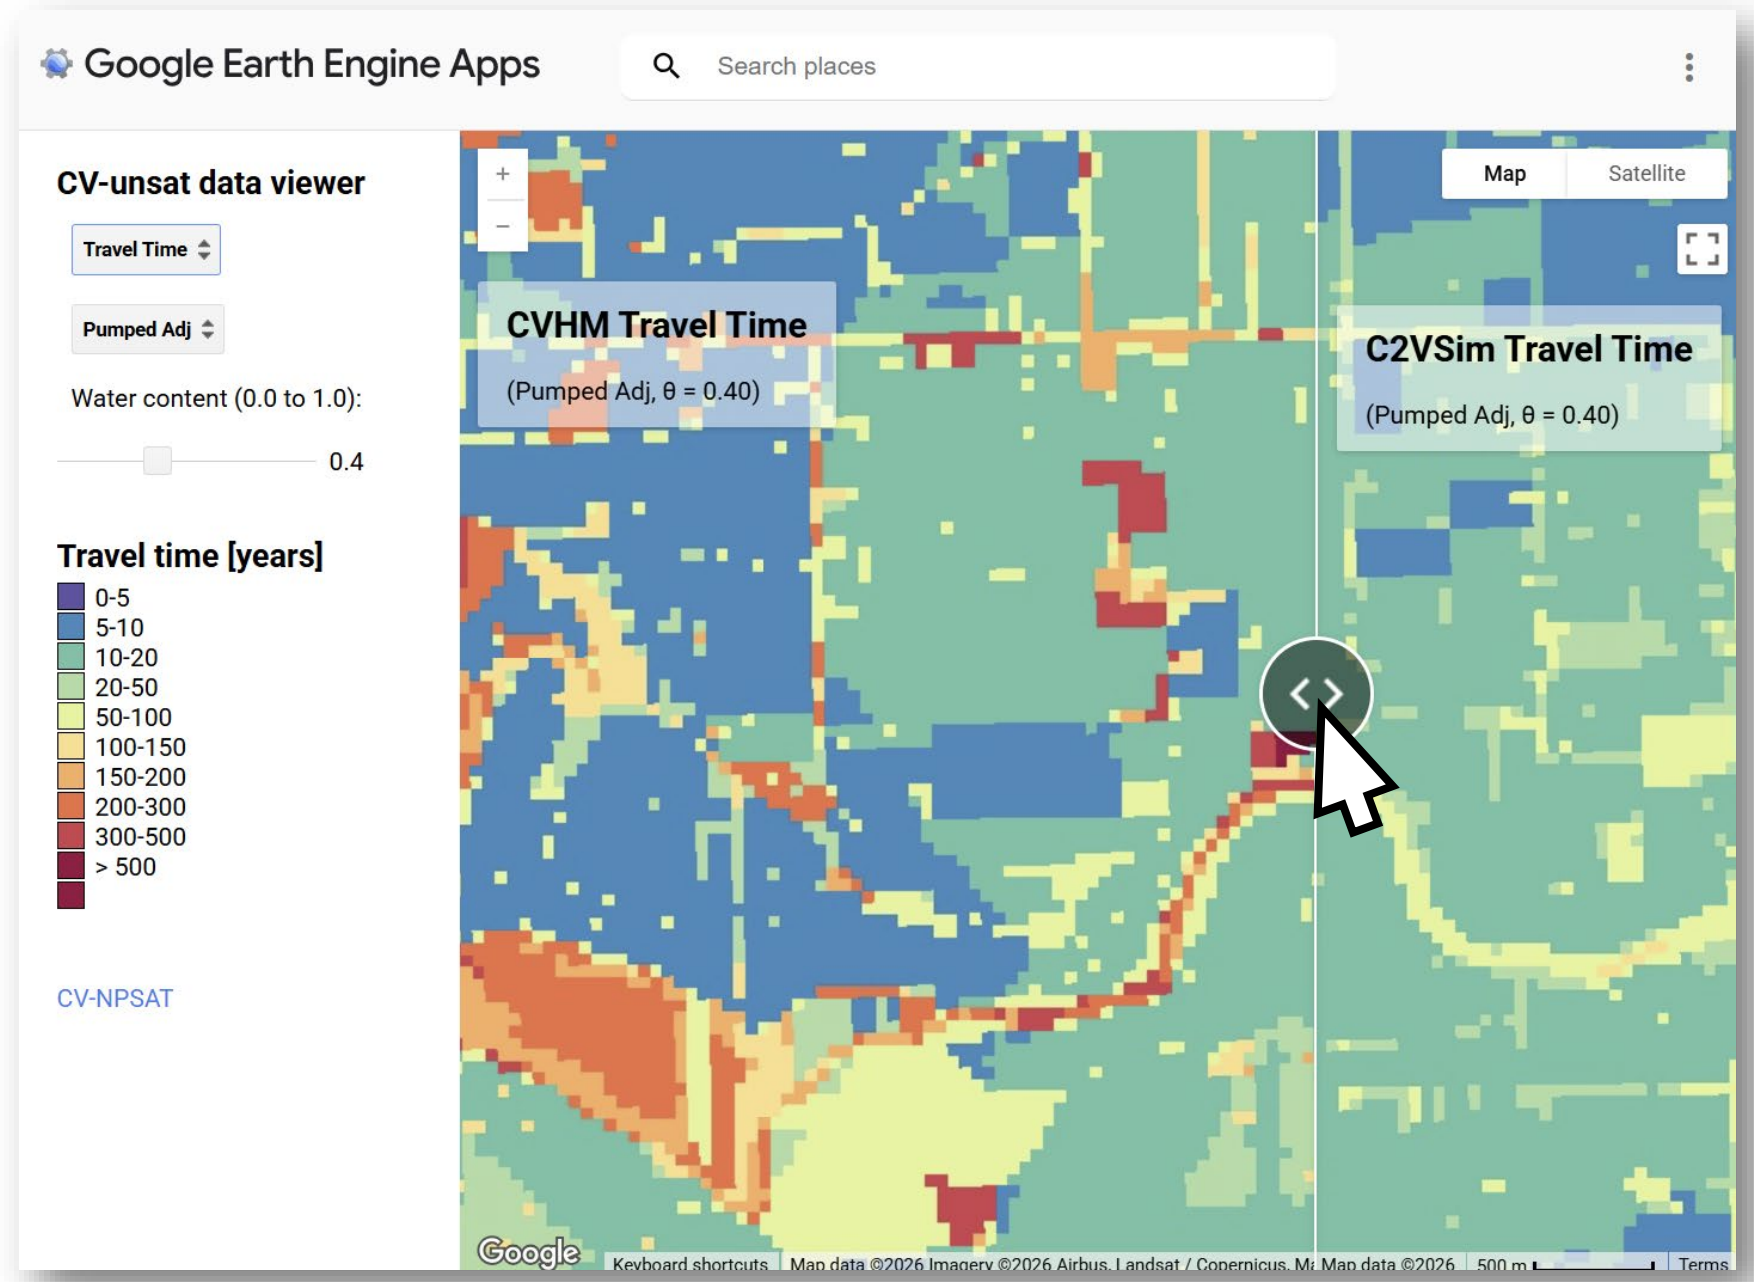 Google Earth Engine Apps
Search places
CV-unsat data viewer
Travel Time
Pumped Adj
Water content (0.0 to 1.0):
0.4
Travel time [years]
0-5
5-10
10-20
20-50
50-100
100-150
150-200
200-300
300-500
> 500
CV-NPSAT
+
−
CVHM Travel Time
(Pumped Adj, θ = 0.40)
Map
Satellite
C2VSim Travel Time
(Pumped Adj, θ = 0.40)
Google
Keyboard shortcuts
Map data ©2026 Imagery ©2026 Airbus, Landsat / Copernicus, Ma
Map data ©2026
500 m
Terms